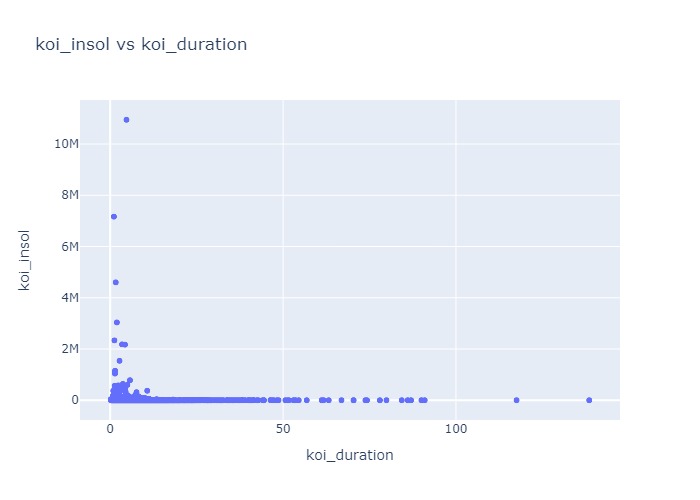 koi_insol vs koi_duration
10M
8M
6M
4M
2M
0
koi_insol
0
50
100
koi_duration